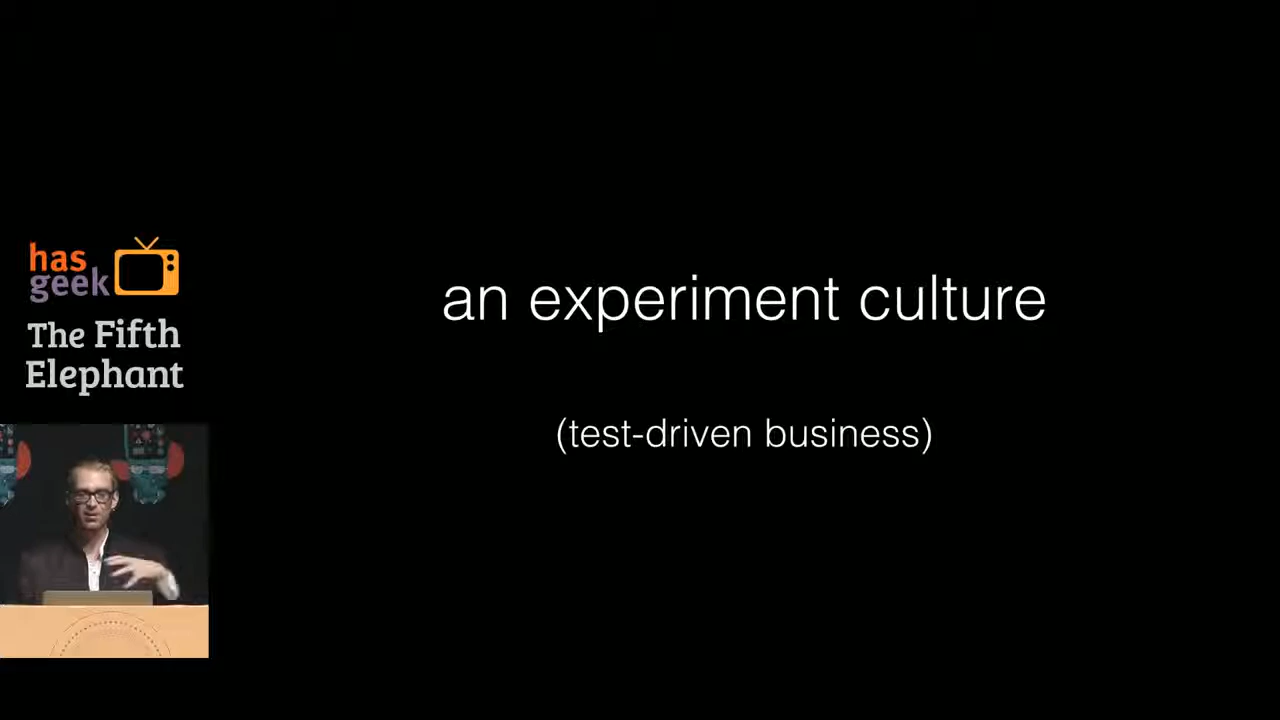 has
geek
The Fifth
Elephant
an experiment culture
(test-driven business)